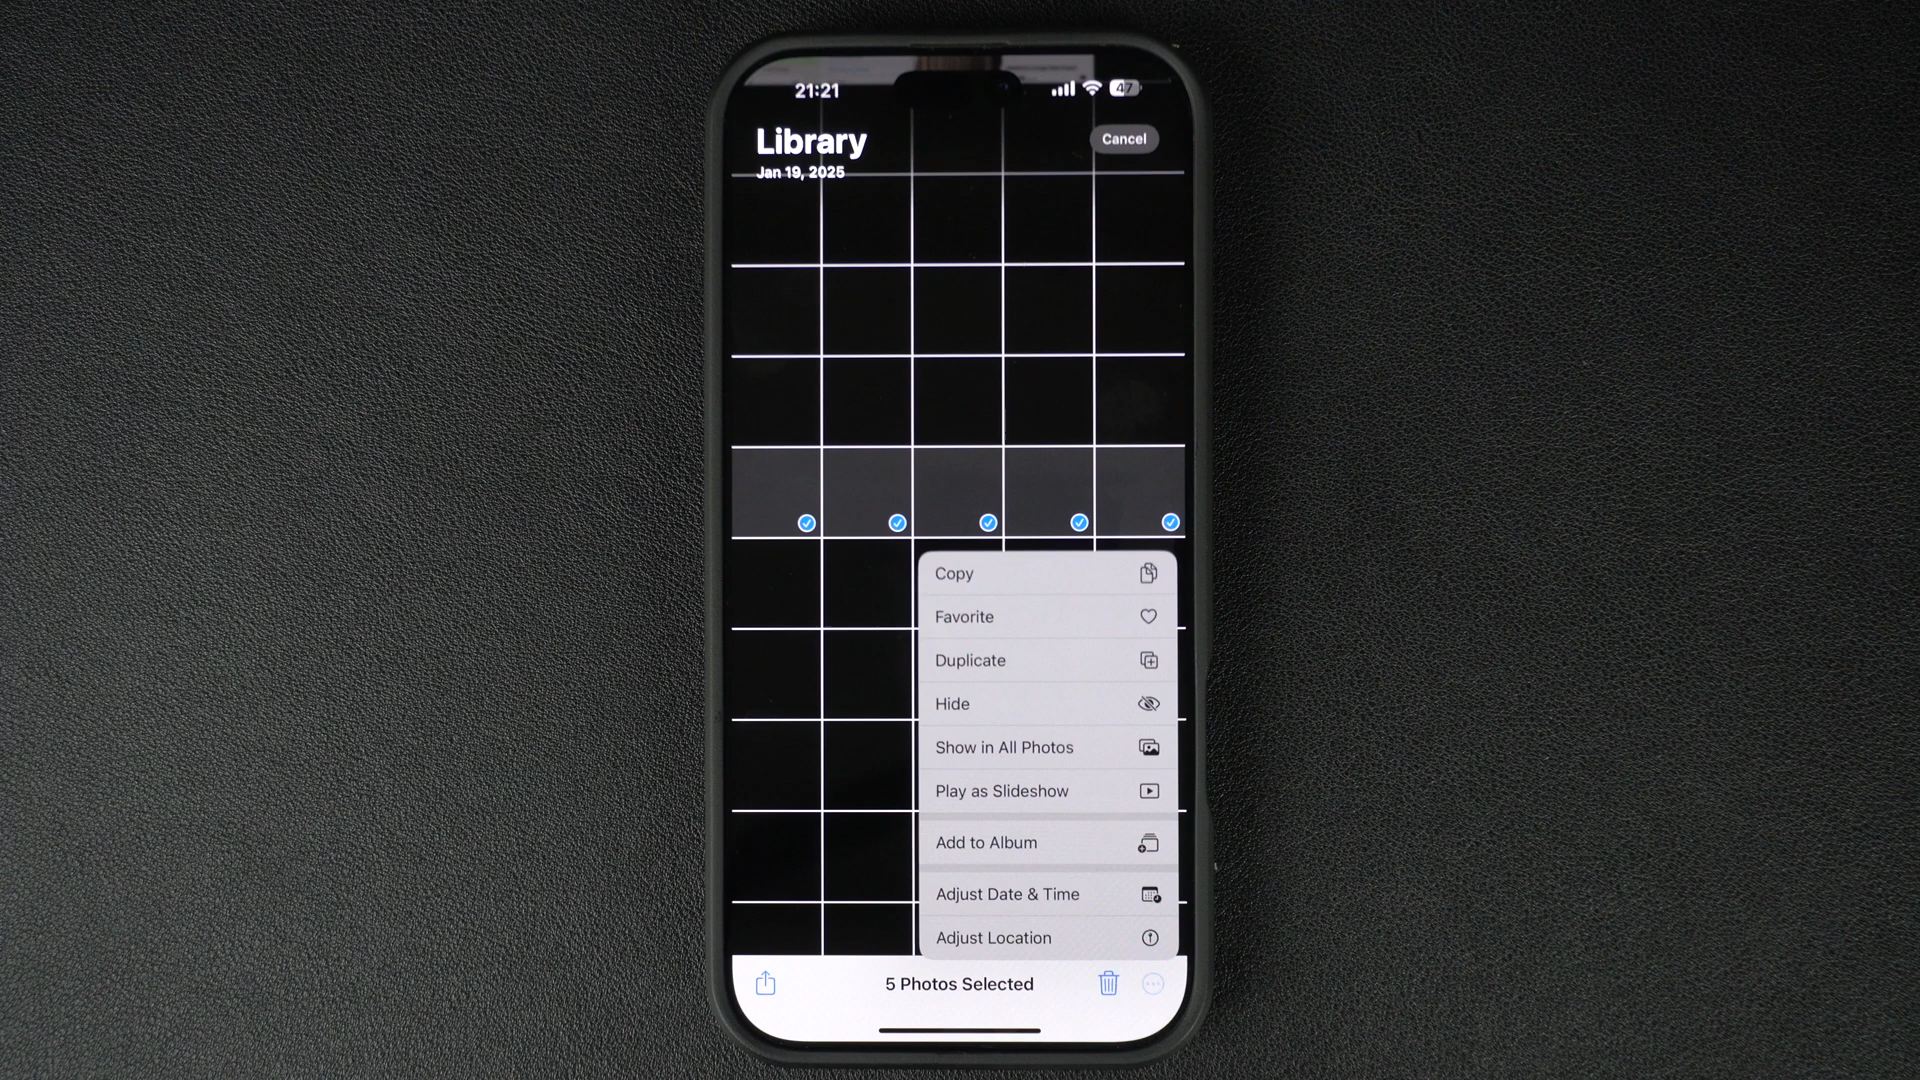 21:21
47
Library
Cancel
Jan 19, 2025
Copy
Favorite
Duplicate
Hide
Show in All Photos
Play as Slideshow
Add to Album
Adjust Date & Time
Adjust Location
5 Photos Selected